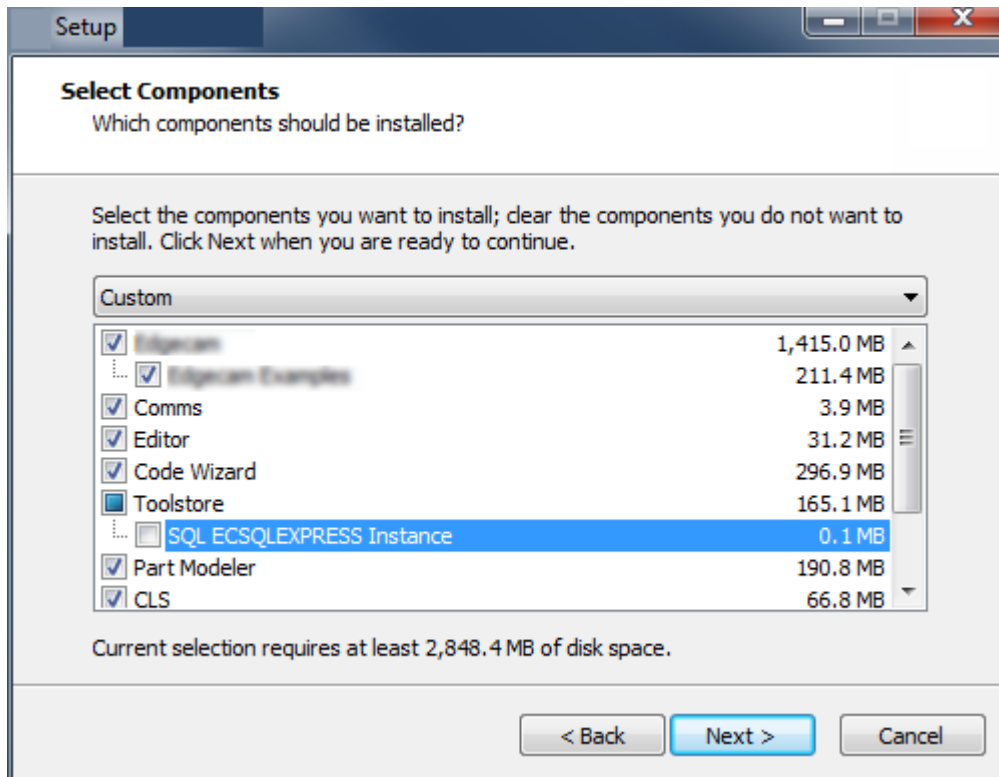 Setup
Select Components
Which components should be installed?
Select the components you want to install; clear the components you do not want to
install. Click Next when you are ready to continue.
Custom
Edgecam 1,415.0 MB
Edgecam Examples 211.4 MB
Comms 3.9 MB
Editor 31.2 MB
Code Wizard 296.9 MB
Toolstore 165.1 MB
SQL ECSQLEXPRESS Instance 0.1 MB
Part Modeler 190.8 MB
CLS 66.8 MB
Current selection requires at least 2,848.4 MB of disk space.
< Back Next > Cancel